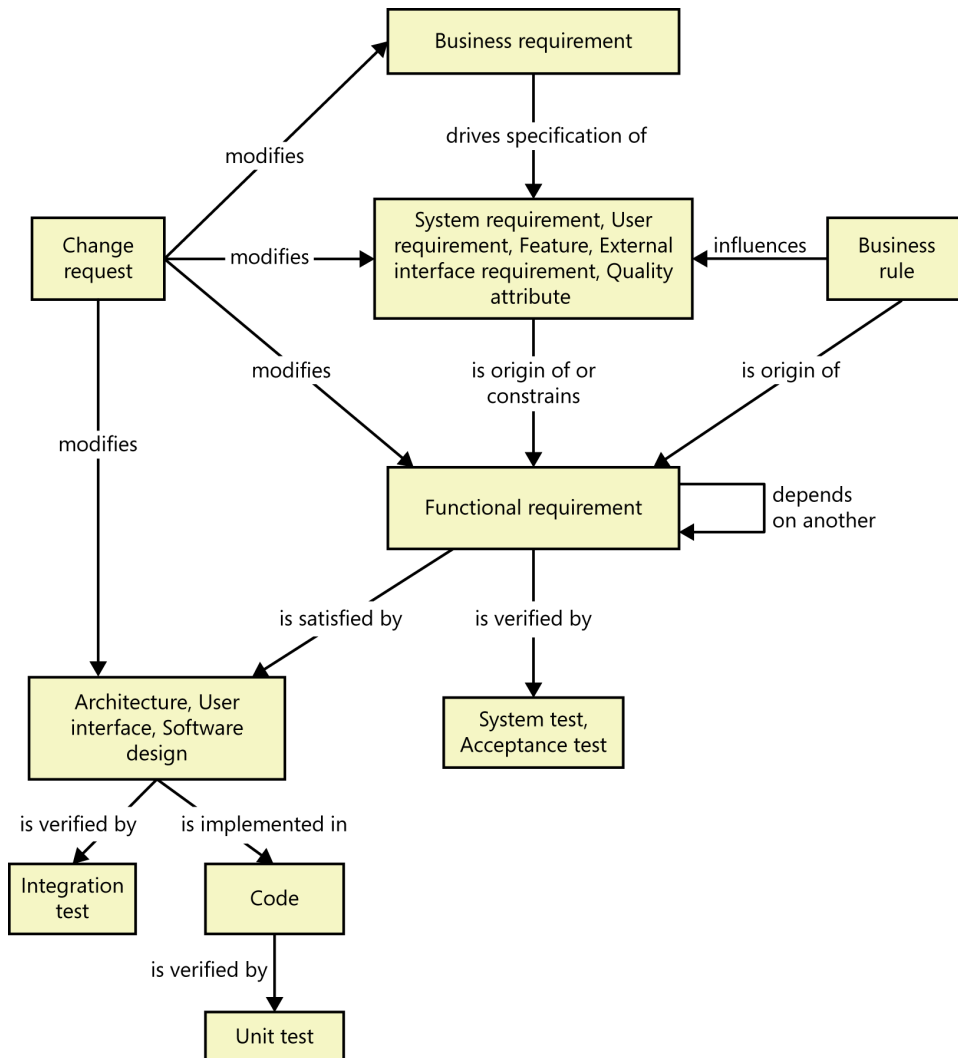 Business requirement
drives specification of
modifies
Change
request
modifies
System requirement, User
requirement, Feature, External
interface requirement, Quality
attribute
influences
Business
rule
modifies
is origin of or
constrains
is origin of
modifies
Functional requirement
depends
on another
is satisfied by
is verified by
Architecture, User
interface, Software
design
System test,
Acceptance test
is verified by
is implemented in
Integration
test
Code
is verified by
Unit test